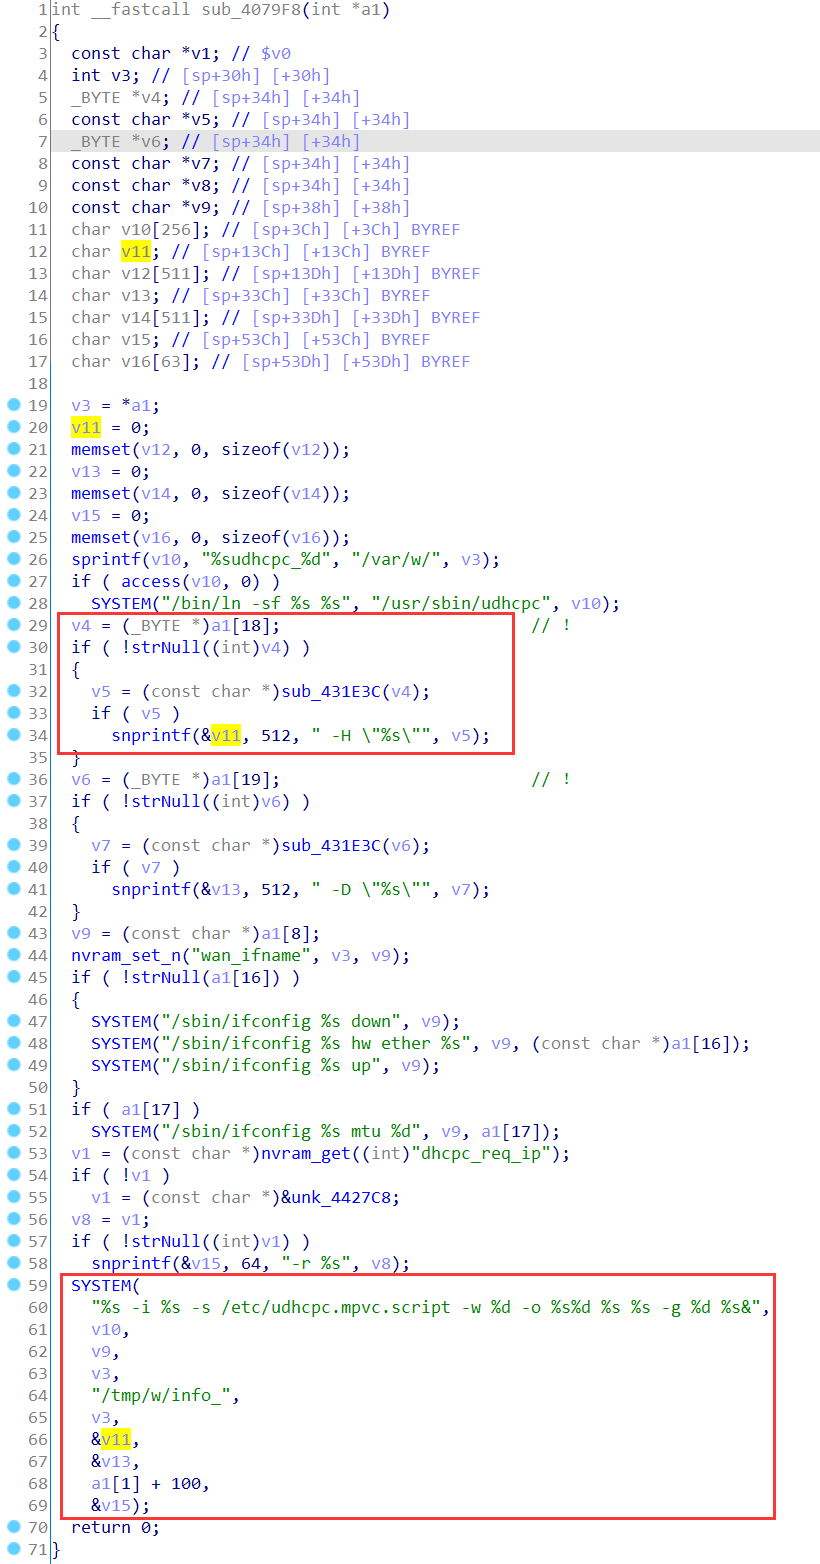 1 int __fastcall sub_4079F8(int *a1)
2 {
3   const char *v1; // $v0
4   int v3; // [sp+30h] [+30h]
5   _BYTE *v4; // [sp+34h] [+34h]
6   const char *v5; // [sp+34h] [+34h]
7   _BYTE *v6; // [sp+34h] [+34h]
8   const char *v7; // [sp+34h] [+34h]
9   const char *v8; // [sp+34h] [+34h]
10   const char *v9; // [sp+38h] [+38h]
11   char v10[256]; // [sp+3Ch] [+3Ch] BYREF
12   char v11; // [sp+13Ch] [+13Ch] BYREF
13   char v12[511]; // [sp+13Dh] [+13Dh] BYREF
14   char v13; // [sp+33Ch] [+33Ch] BYREF
15   char v14[511]; // [sp+33Dh] [+33Dh] BYREF
16   char v15; // [sp+53Ch] [+53Ch] BYREF
17   char v16[63]; // [sp+53Dh] [+53Dh] BYREF
18
19   v3 = *a1;
20   v11 = 0;
21   memset(v12, 0, sizeof(v12));
22   v13 = 0;
23   memset(v14, 0, sizeof(v14));
24   v15 = 0;
25   memset(v16, 0, sizeof(v16));
26   sprintf(v10, "%sudhcpc_%d", "/var/w/", v3);
27   if ( access(v10, 0) )
28     SYSTEM("/bin/ln -sf %s %s", "/usr/sbin/udhcpc", v10);
29   v4 = (_BYTE *)a1[18];                         // !
30   if ( !strNull((int)v4) )
31   {
32     v5 = (const char *)sub_431E3C(v4);
33     if ( v5 )
34       snprintf(&v11, 512, " -H \"%s\"", v5);
35   }
36   v6 = (_BYTE *)a1[19];                         // !
37   if ( !strNull((int)v6) )
38   {
39     v7 = (const char *)sub_431E3C(v6);
40     if ( v7 )
41       snprintf(&v13, 512, " -D \"%s\"", v7);
42   }
43   v9 = (const char *)a1[8];
44   nvram_set_n("wan_ifname", v3, v9);
45   if ( !strNull(a1[16]) )
46   {
47     SYSTEM("/sbin/ifconfig %s down", v9);
48     SYSTEM("/sbin/ifconfig %s hw ether %s", v9, (const char *)a1[16]);
49     SYSTEM("/sbin/ifconfig %s up", v9);
50   }
51   if ( a1[17] )
52     SYSTEM("/sbin/ifconfig %s mtu %d", v9, a1[17]);
53   v1 = (const char *)nvram_get((int)"dhcpc_req_ip");
54   if ( !v1 )
55     v1 = (const char *)&unk_4427C8;
56   v8 = v1;
57   if ( !strNull((int)v1) )
58     snprintf(&v15, 64, "-r %s", v8);
59   SYSTEM(
60     "%s -i %s -s /etc/udhcpc.mpvc.script -w %d -o %s%d %s %s -g %d %s&",
61     v10,
62     v9,
63     v3,
64     "/tmp/w/info_",
65     v3,
66     &v11,
67     &v13,
68     a1[1] + 100,
69     &v15);
70   return 0;
71 }